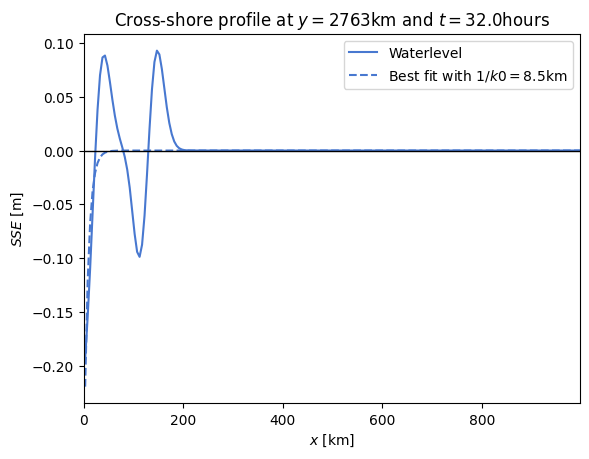 Cross-shore profile at y = 2763km and t = 32.0hours
Waterlevel
Best fit with 1/k0 = 8.5km
SSE [m]
0.10
0.05
0.00
−0.05
−0.10
−0.15
−0.20
0 200 400 600 800
x [km]